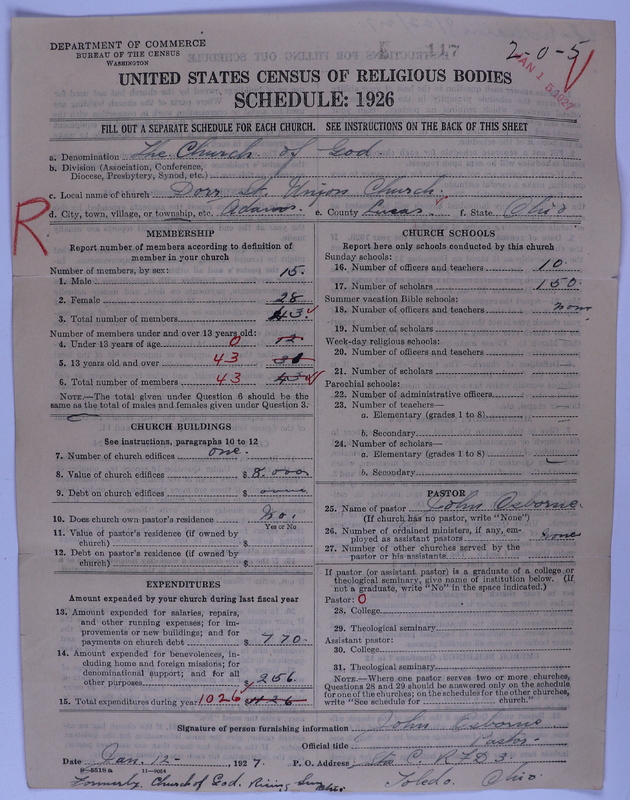 DEPARTMENT OF COMMERCE
BUREAU OF THE CENSUS
WASHINGTON
117
2-0-5
JAN 15 1927
UNITED STATES CENSUS OF RELIGIOUS BODIES
SCHEDULE: 1926
FILL OUT A SEPARATE SCHEDULE FOR EACH CHURCH. SEE INSTRUCTIONS ON THE BACK OF THIS SHEET
a. Denomination The Church of God
b. Division (Association, Conference, Diocese, Presbytery, Synod, etc.)
c. Local name of church Dorr St. Union Church.
d. City, town, village, or township, etc. Adams. e. County Lucas. f. State Ohio
R
MEMBERSHIP
Report number of members according to definition of member in your church
Number of members, by sex:
1. Male 15.
2. Female 28
3. Total number of members 43
Number of members under and over 13 years old:
4. Under 13 years of age 0 12
5. 13 years old and over 43 31
6. Total number of members 43 43
NOTE.—The total given under Question 6 should be the same as the total of males and females given under Question 3.
CHURCH BUILDINGS
See instructions, paragraphs 10 to 12
7. Number of church edifices one.
8. Value of church edifices $ 8.000
9. Debt on church edifices $
10. Does church own pastor's residence No.
Yes or No
11. Value of pastor's residence (if owned by church) $
12. Debt on pastor's residence (if owned by church) $
EXPENDITURES
Amount expended by your church during last fiscal year
13. Amount expended for salaries, repairs, and other running expenses; for improvements or new buildings; and for payments on church debt $ 770.
14. Amount expended for benevolences, including home and foreign missions; for denominational support; and for all other purposes $ 256.
15. Total expenditures during year 1026
CHURCH SCHOOLS
Report here only schools conducted by this church
Sunday schools:
16. Number of officers and teachers 10.
17. Number of scholars 150.
Summer vacation Bible schools:
18. Number of officers and teachers none
19. Number of scholars
Week-day religious schools:
20. Number of officers and teachers
21. Number of scholars
Parochial schools:
22. Number of administrative officers
23. Number of teachers—
a. Elementary (grades 1 to 8)
b. Secondary
24. Number of scholars—
a. Elementary (grades 1 to 8)
b. Secondary
PASTOR
25. Name of pastor John Osborne.
(If church has no pastor, write "None")
26. Number of ordained ministers, if any, employed as assistant pastors none
27. Number of other churches served by the pastor or his assistants
If pastor (or assistant pastor) is a graduate of a college or theological seminary, give name of institution below. (If not a graduate, write "No" in the space indicated.)
Pastor: 0
28. College
29. Theological seminary
Assistant pastor:
30. College
31. Theological seminary
NOTE.—Where one pastor serves two or more churches, Questions 28 and 29 should be answered only on the schedule for one of the churches; on the schedules for the other churches, write "See schedule for church."
Signature of person furnishing information John Osborne
Official title Pastor-
Date Jan. 12-, 1927. P. O. Address Sta C. RFD 3.
8-5518a 11-9064
Toledo. Ohio.
Formerly, Church of God. Rising Sun Ohio